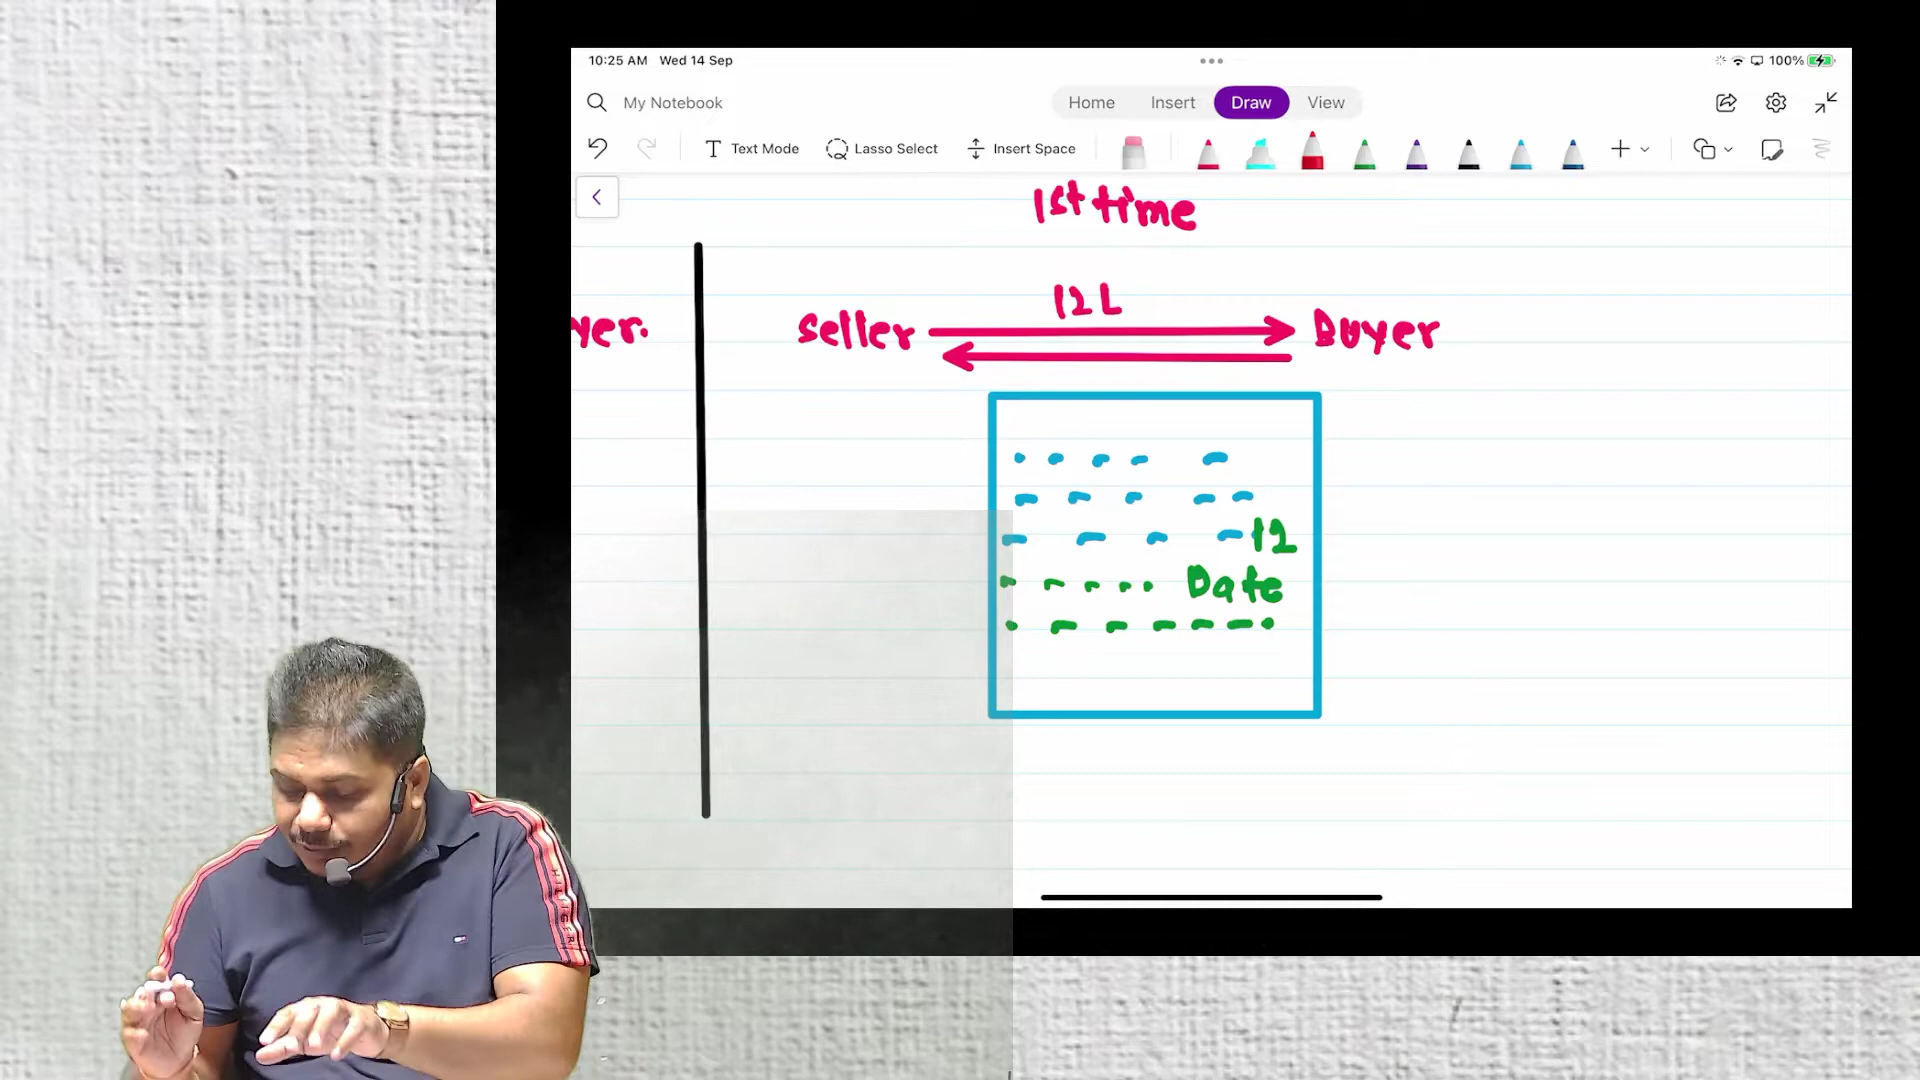 10:25 AM Wed 14 Sep
100%
My Notebook
Home Insert Draw View
Text Mode Lasso Select Insert Space
1st time
12 L
yer. Seller Buyer
12
Date